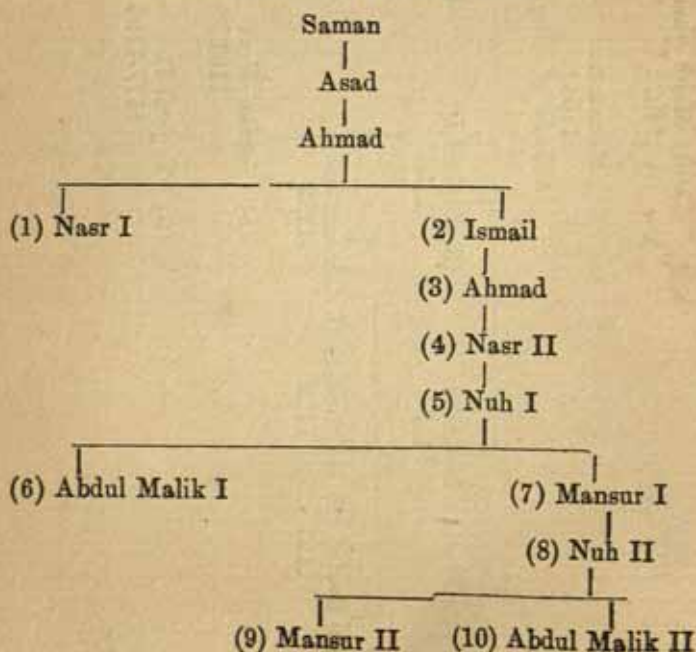 Saman
Asad
Ahmad
(1) Nasr I (2) Ismail
(3) Ahmad
(4) Nasr II
(5) Nuh I
(6) Abdul Malik I (7) Mansur I
(8) Nuh II
(9) Mansur II (10) Abdul Malik II